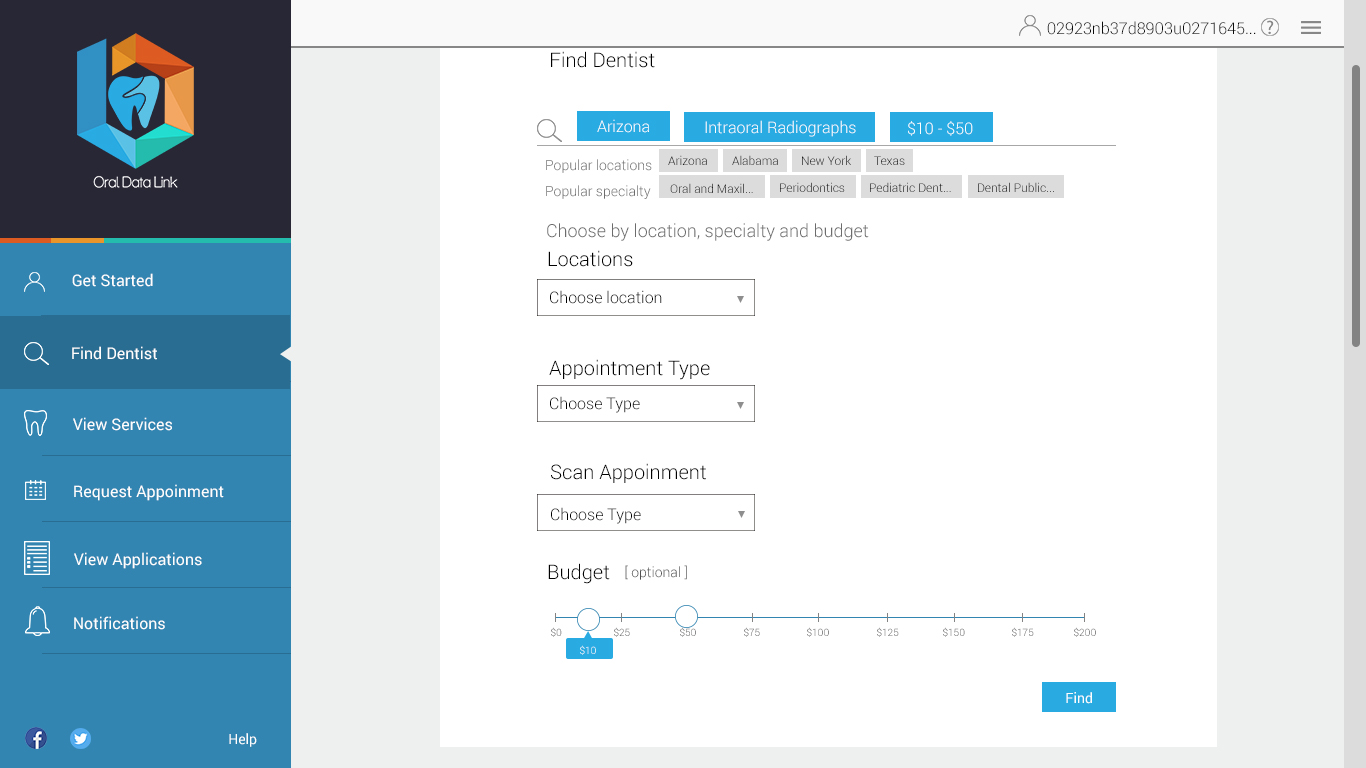 Oral Data Link
Get Started
Find Dentist
View Services
Request Appoinment
View Applications
Notifications
Help
02923nb37d8903u0271645...
?
Find Dentist
Arizona Intraoral Radiographs $10 - $50
Popular locations Arizona Alabama New York Texas
Popular specialty Oral and Maxil... Periodontics Pediatric Dent... Dental Public...
Choose by location, specialty and budget
Locations
Choose location
Appointment Type
Choose Type
Scan Appoinment
Choose Type
Budget [ optional ]
$0 $25 $50 $75 $100 $125 $150 $175 $200
$10
Find